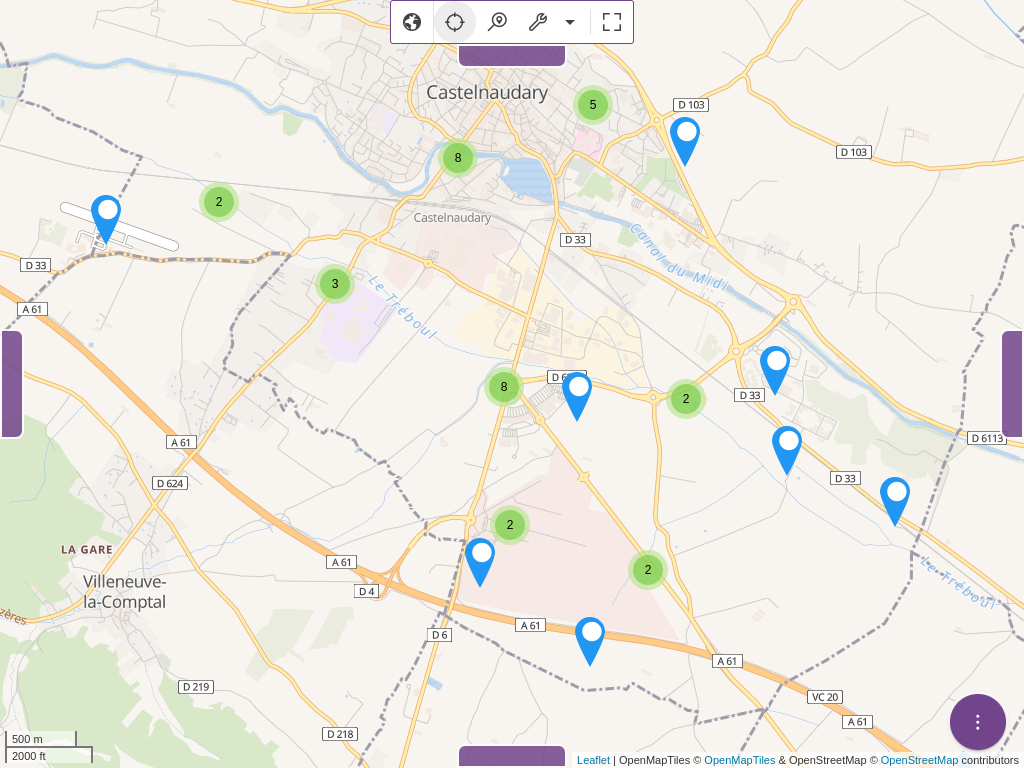 Castelnaudary
5
D 103
D 103
8
2
Castelnaudary
D 33
Canal du Midi
D 33
3
A 61
Le Tréboul
D 6
8
2
D 33
A 61
D 6113
D 624
D 33
2
LA GARE
A 61
2
Le Tréboul
Villeneuve-
la-Comptal
D 4
zères
A 61
D 6
A 61
D 219
VC 20
A 61
D 218
500 m
2000 ft
Leaflet | OpenMapTiles © OpenMapTiles & OpenStreetMap © OpenStreetMap contributors